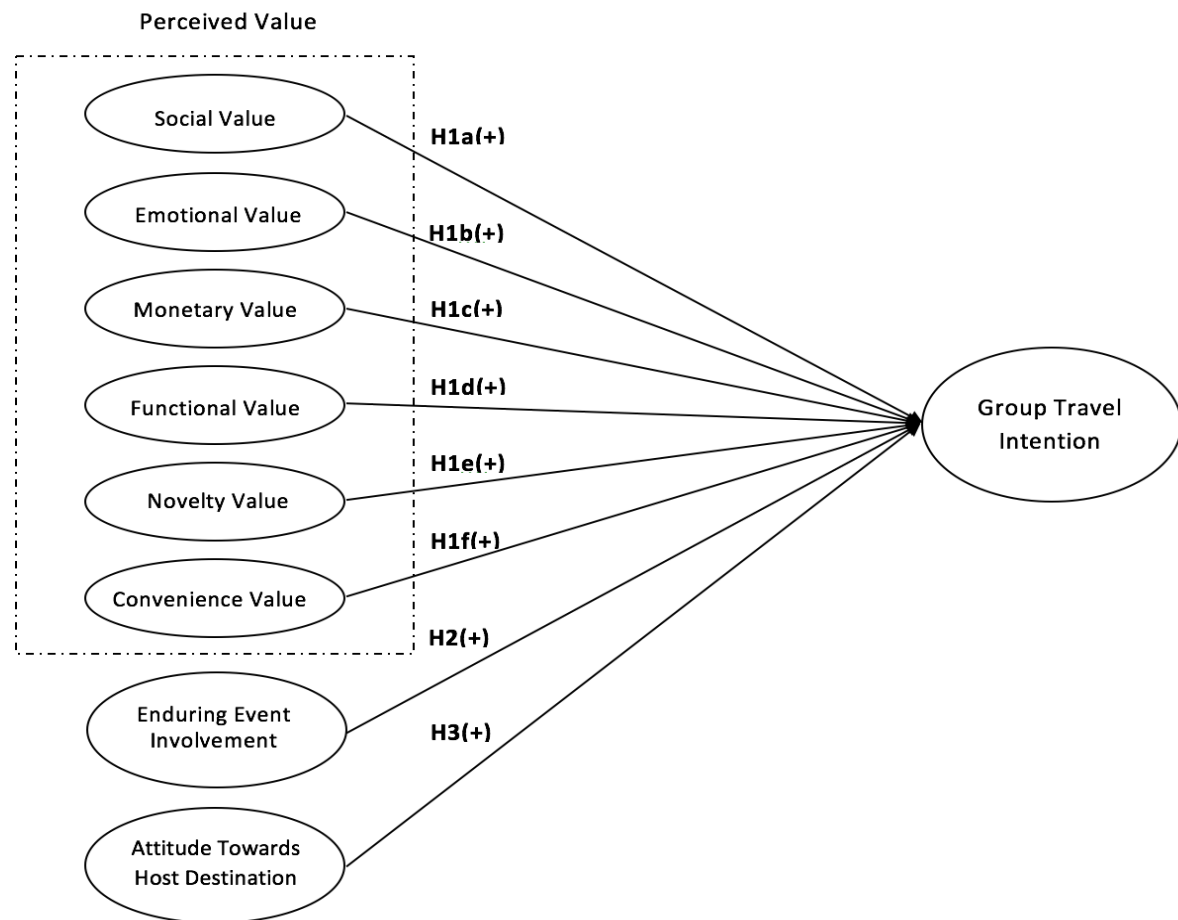 Perceived Value
Social Value
H1a(+)
Emotional Value
H1b(+)
Monetary Value
H1c(+)
Functional Value
H1d(+)
Novelty Value
H1e(+)
Convenience Value
H1f(+)
Enduring Event
Involvement
H2(+)
Attitude Towards
Host Destination
H3(+)
Group Travel
Intention